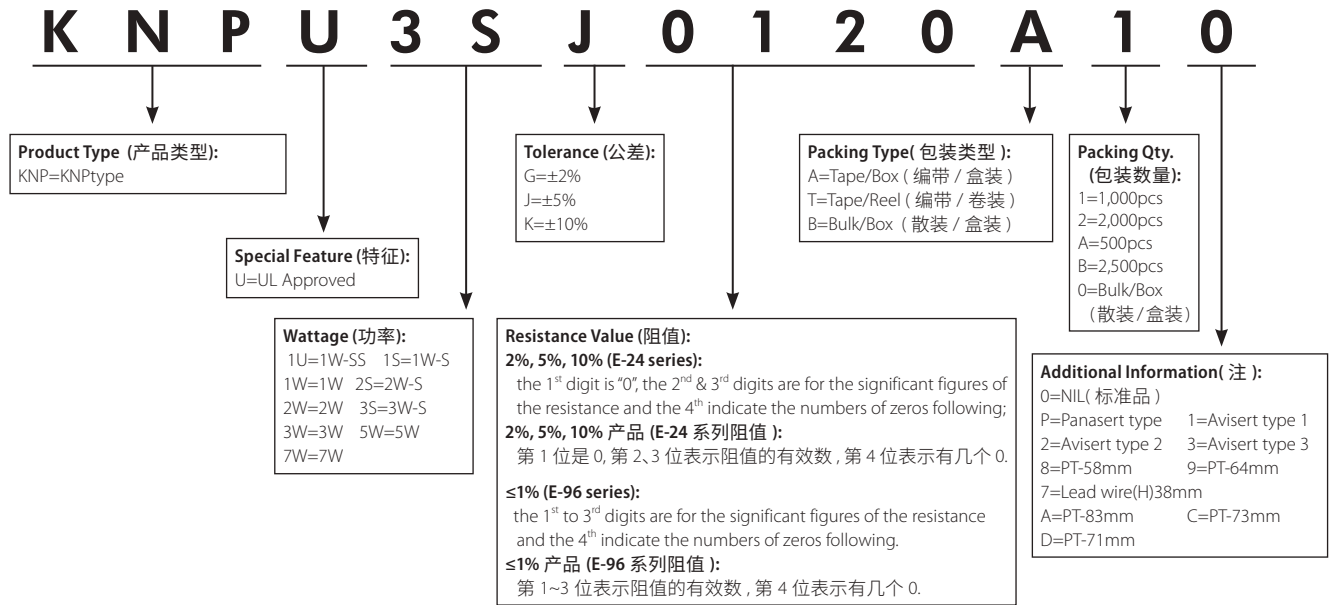 K N P U 3 S J 0 1 2 0 A 1 0
Product Type (产品类型):
KNP=KNPtype
Special Feature (特征):
U=UL Approved
Wattage (功率):
1U=1W-SS 1S=1W-S
1W=1W 2S=2W-S
2W=2W 3S=3W-S
3W=3W 5W=5W
7W=7W
Tolerance (公差):
G=±2%
J=±5%
K=±10%
Resistance Value (阻值):
2%, 5%, 10% (E-24 series):
the 1st digit is “0”, the 2nd & 3rd digits are for the significant figures of
the resistance and the 4th indicate the numbers of zeros following;
2%, 5%, 10% 产品 (E-24 系列阻值 ):
第 1 位是 0, 第 2、3 位表示阻值的有效数 , 第 4 位表示有几个 0.
≤1% (E-96 series):
the 1st to 3rd digits are for the significant figures of the resistance
and the 4th indicate the numbers of zeros following.
≤1% 产品 (E-96 系列阻值 ):
第 1~3 位表示阻值的有效数 , 第 4 位表示有几个 0.
Packing Type( 包装类型 ):
A=Tape/Box ( 编带 / 盒装 )
T=Tape/Reel ( 编带 / 卷装 )
B=Bulk/Box ( 散装 / 盒装 )
Packing Qty.
(包装数量):
1=1,000pcs
2=2,000pcs
A=500pcs
B=2,500pcs
0=Bulk/Box
(散装/盒装)
Additional Information( 注 ):
0=NIL( 标准品 )
P=Panasert type 1=Avisert type 1
2=Avisert type 2 3=Avisert type 3
8=PT-58mm 9=PT-64mm
7=Lead wire(H)38mm
A=PT-83mm C=PT-73mm
D=PT-71mm